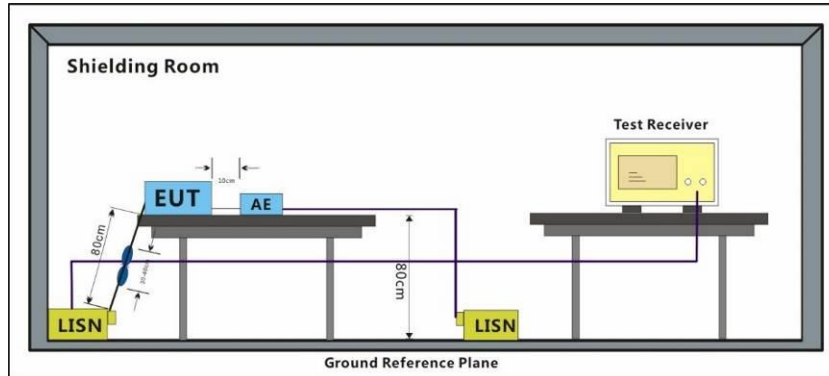 Shielding Room
Test Receiver
10cm
EUT
AE
80cm
80cm
LISN
LISN
Ground Reference Plane